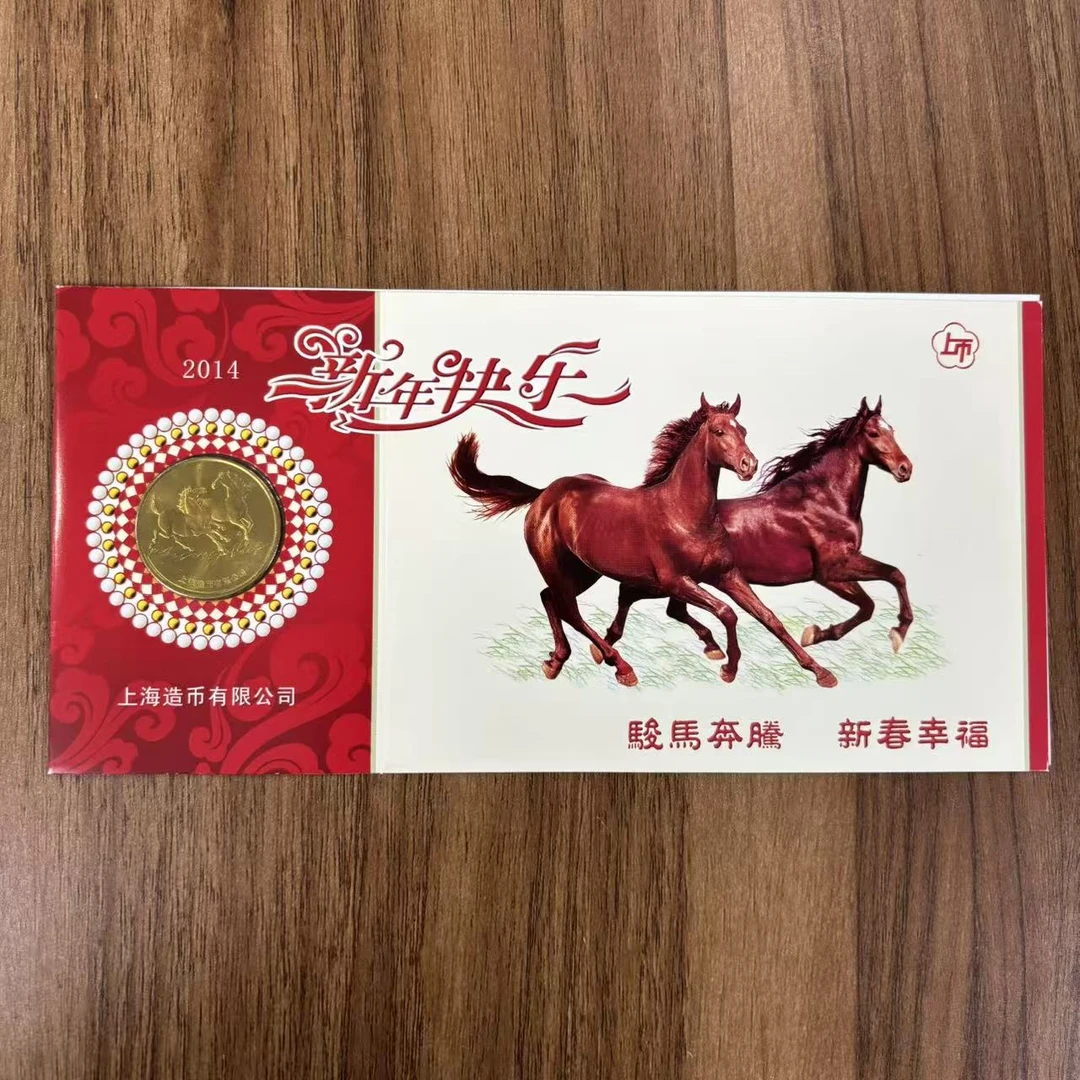 2014
新年快乐
上币
上海造币有限公司
駿馬奔騰 新春幸福